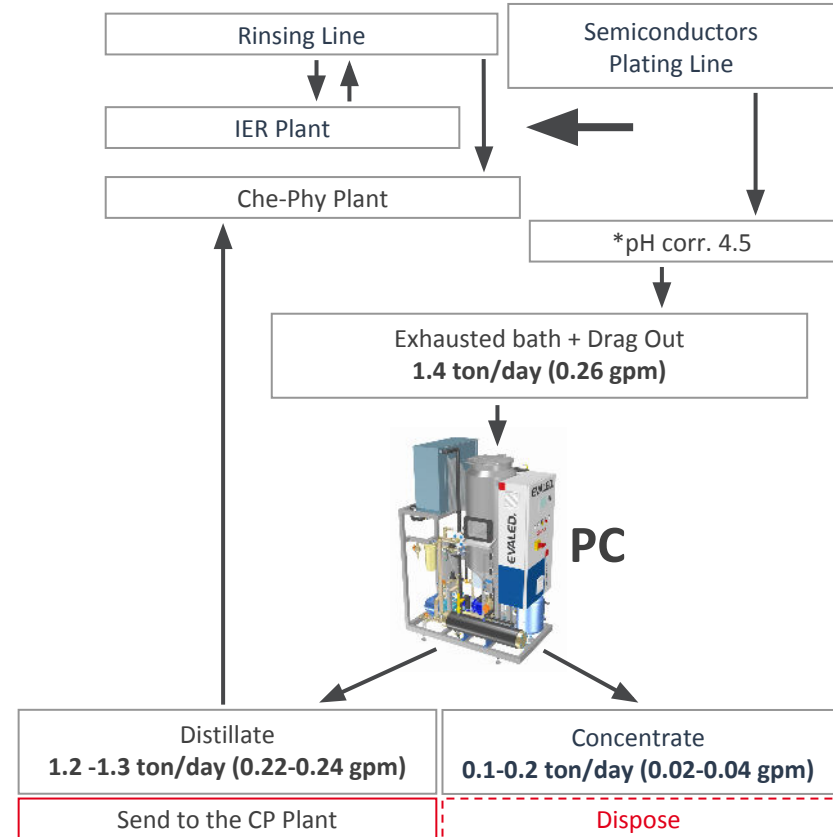 Rinsing Line
Semiconductors
Plating Line
IER Plant
Che-Phy Plant
*pH corr. 4.5
Exhausted bath + Drag Out
1.4 ton/day (0.26 gpm)
EVALED
EVALED.
PC
Distillate
1.2 -1.3 ton/day (0.22-0.24 gpm)
Concentrate
0.1-0.2 ton/day (0.02-0.04 gpm)
Send to the CP Plant
Dispose